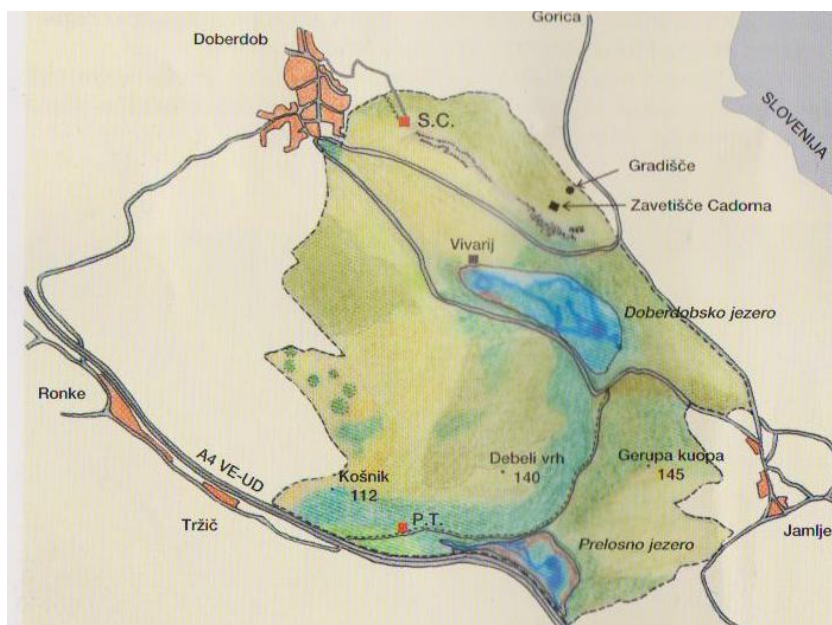 Gorica
Doberdob
S.C.
SLOVENIJA
Gradišče
Zavetišče Cadorna
Vivarij
Doberdobsko jezero
Ronke
A4 VE-UD
Košnik
112
Debeli vrh
140
Gerupa kuopa
145
Tržič
P.T.
Prelosno jezero
Jamlje